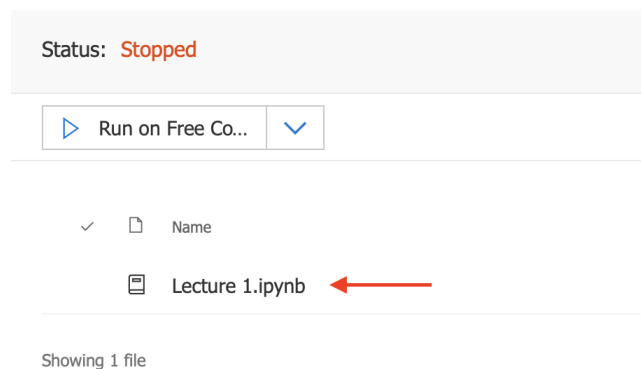 Status: Stopped
Run on Free Co...
Name
Lecture 1.ipynb
Showing 1 file